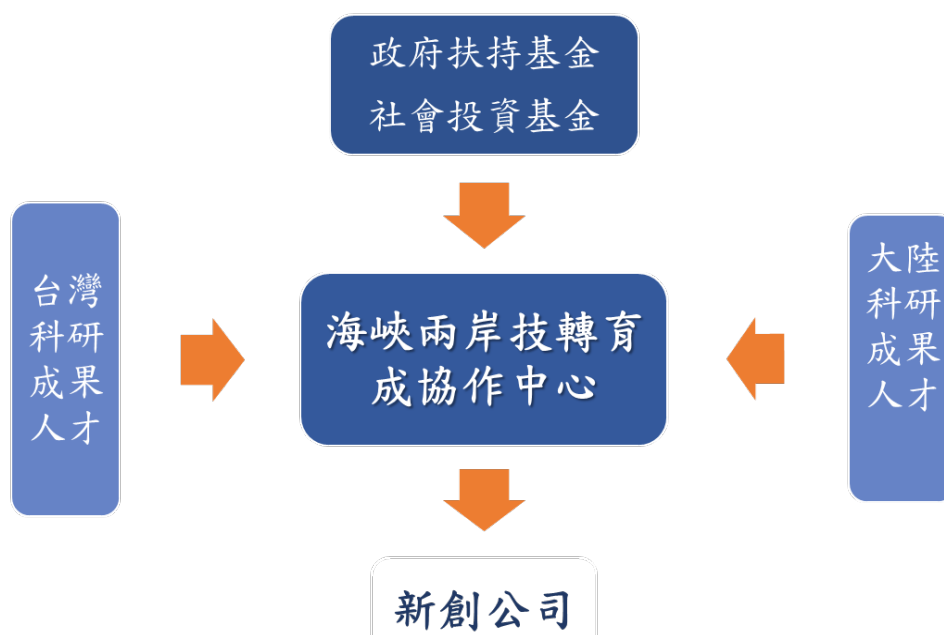 政府扶持基金
社會投資基金
台灣
科研
成果
人才
海峽兩岸技轉育
成協作中心
大陸
科研
成果
人才
新創公司